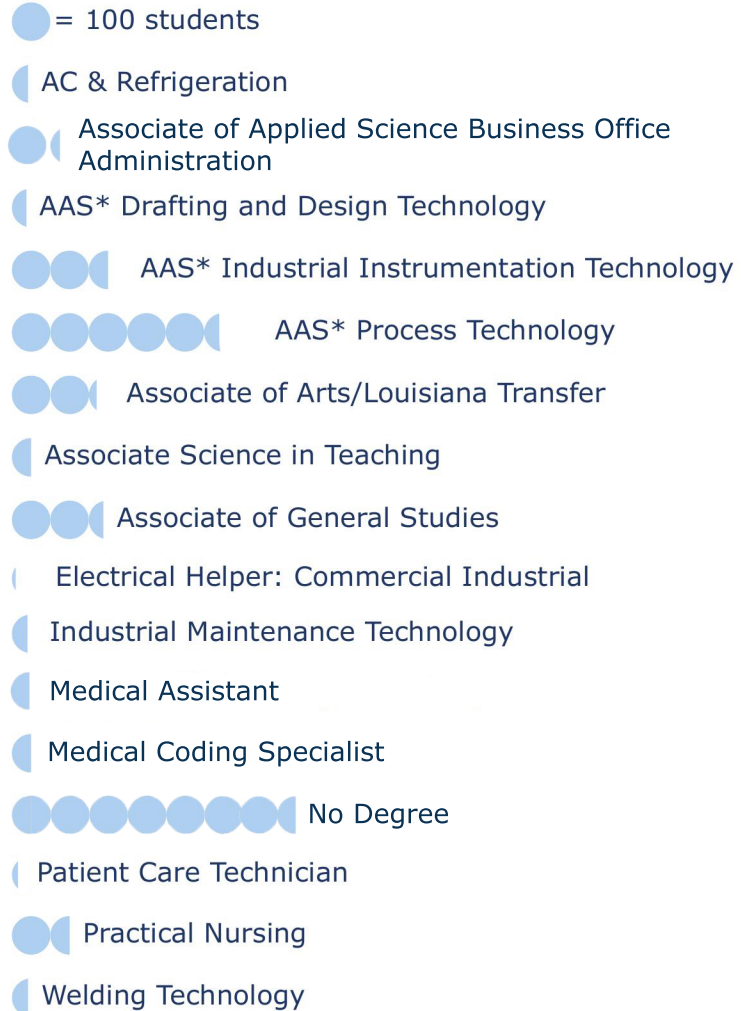 = 100 students
AC & Refrigeration
Associate of Applied Science Business Office
Administration
AAS* Drafting and Design Technology
AAS* Industrial Instrumentation Technology
AAS* Process Technology
Associate of Arts/Louisiana Transfer
Associate Science in Teaching
Associate of General Studies
Electrical Helper: Commercial Industrial
Industrial Maintenance Technology
Medical Assistant
Medical Coding Specialist
No Degree
Patient Care Technician
Practical Nursing
Welding Technology